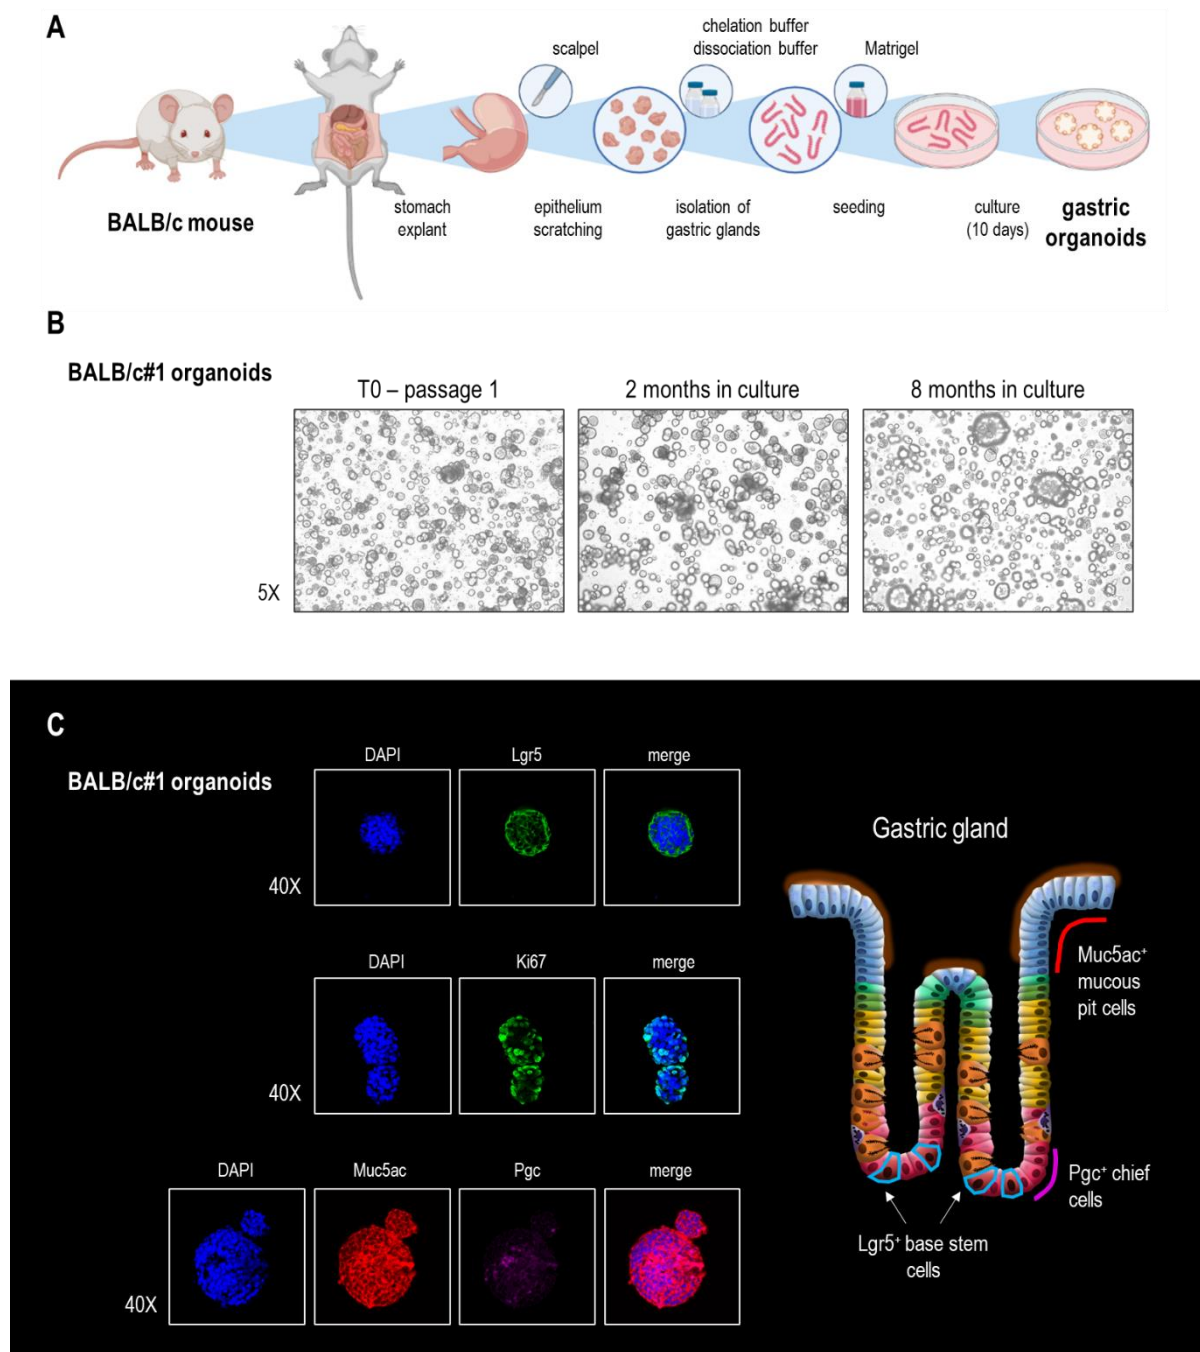 A
scalpel
chelation buffer
dissociation buffer
Matrigel
BALB/c mouse
stomach
explant
epithelium
scratching
isolation of
gastric glands
seeding
culture
(10 days)
gastric
organoids
B
BALB/c#1 organoids
T0 – passage 1
2 months in culture
8 months in culture
5X
C
BALB/c#1 organoids
DAPI
Lgr5
merge
40X
DAPI
Ki67
merge
40X
DAPI
Muc5ac
Pgc
merge
40X
Gastric gland
Muc5ac⁺
mucous
pit cells
Pgc⁺ chief
cells
Lgr5⁺ base stem
cells